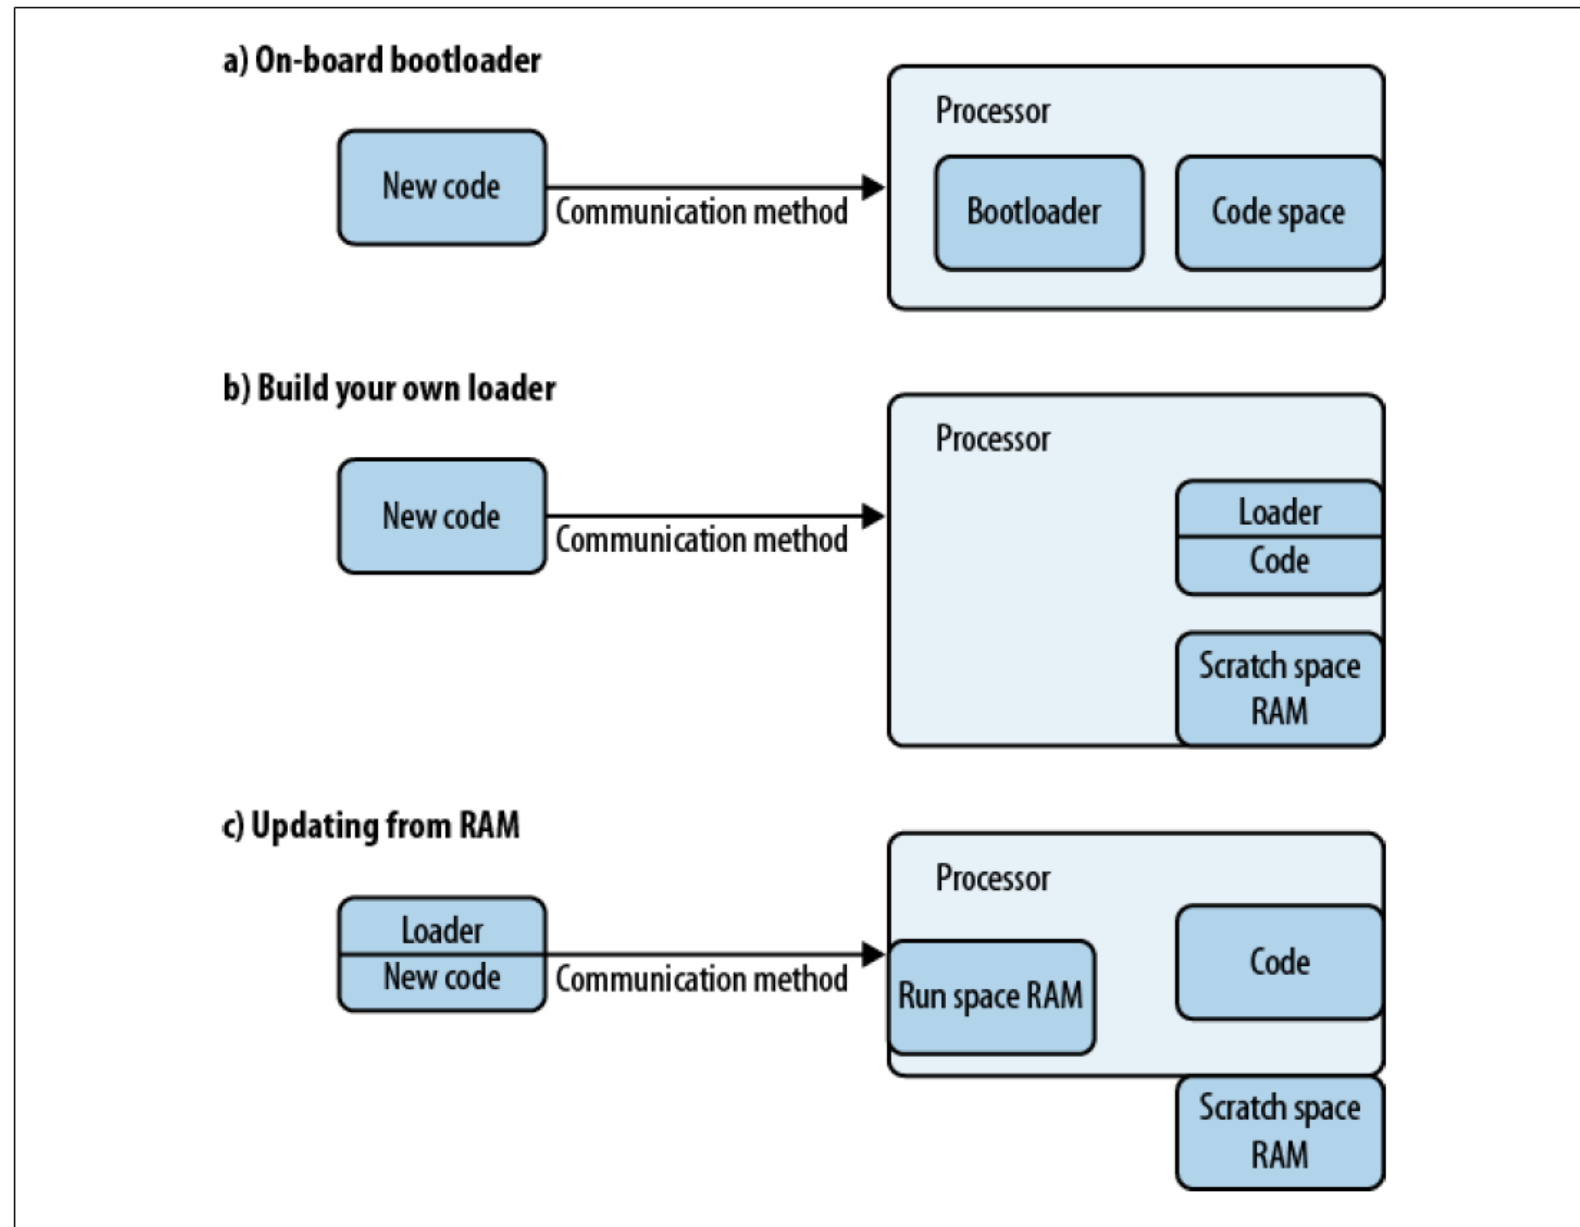 a) On-board bootloader
New code
Communication method
Processor
Bootloader
Code space
b) Build your own loader
New code
Communication method
Processor
Loader
Code
Scratch space
RAM
c) Updating from RAM
Loader
New code
Communication method
Processor
Run space RAM
Code
Scratch space
RAM